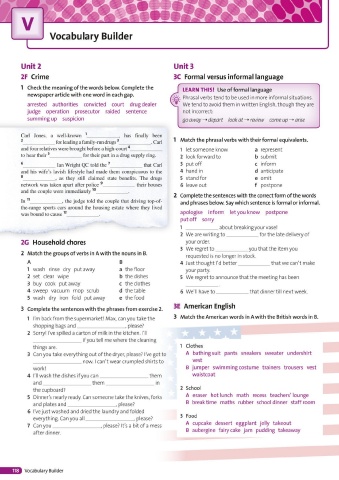 V
Vocabulary Builder
Unit 2
2F Crime
1 Check the meaning of the words below. Complete the
newspaper article with one word in each gap.
arrested authorities convicted court drug dealer
judge operation prosecutor raided sentence
summing up suspicion
Carl Jones, a well-known 1__________ has finally been
2__________ for leading a family-run drugs 3__________. Carl
and four relatives were brought before a high court 4__________
to hear their 5__________ for their part in a drug supply ring.
6__________ Ian Wright QC told the 7__________ that Carl
and his wife's lavish lifestyle had made them conspicuous to the
8__________, as they still claimed state benefits. The drugs
network was taken apart after police 9__________ their houses
and the couple were immediately 10__________.
In 11__________, the judge told the couple that driving top-of-
the-range sports cars around the housing estate where they lived
was bound to cause 12__________.
2G Household chores
2 Match the groups of verbs in A with the nouns in B.
A B
1 wash rinse dry put away a the floor
2 set clear wipe b the dishes
3 buy cook put away c the clothes
4 sweep vacuum mop scrub d the table
5 wash dry iron fold put away e the food
3 Complete the sentences with the phrases from exercise 2.
1 I'm back from the supermarket! Max, can you take the
shopping bags and __________, please?
2 Sorry! I've spilled a carton of milk in the kitchen. I'll
__________ if you tell me where the cleaning
things are.
3 Can you take everything out of the dryer, please? I've got to
__________ now. I can't wear crumpled shirts to
work!
4 I'll wash the dishes if you can __________ them
and __________ them __________ in
the cupboard?
5 Dinner's nearly ready. Can someone take the knives, forks
and plates and __________, please?
6 I've just washed and dried the laundry and folded
everything. Can you all __________, please?
7 Can you __________, please? It's a bit of a mess
after dinner.
Unit 3
3C Formal versus informal language
LEARN THIS! Use of formal language
Phrasal verbs tend to be used in more informal situations.
We tend to avoid them in written English, though they are
not incorrect:
go away → depart look at → review come up → arise
1 Match the phrasal verbs with their formal equivalents.
1 let someone know a represent
2 look forward to b submit
3 put off c inform
4 hand in d anticipate
5 stand for e omit
6 leave out f postpone
2 Complete the sentences with the correct form of the words
and phrases below. Say which sentence is formal or informal.
apologise inform let you know postpone
put off sorry
1 __________ about breaking your vase!
2 We are writing to __________ for the late delivery of
your order.
3 We regret to __________ you that the item you
requested is no longer in stock.
4 Just thought I'd better __________ that we can't make
your party.
5 We regret to announce that the meeting has been
__________
6 We'll have to __________ that dinner till next week.
3E American English
3 Match the American words in A with the British words in B.
1 Clothes
A bathing suit pants sneakers sweater undershirt
vest
B jumper swimming costume trainers trousers vest
waistcoat
2 School
A eraser hot lunch math recess teachers' lounge
B break time maths rubber school dinner staff room
3 Food
A cupcake dessert eggplant jelly takeout
B aubergine fairy cake jam pudding takeaway
118 Vocabulary Builder